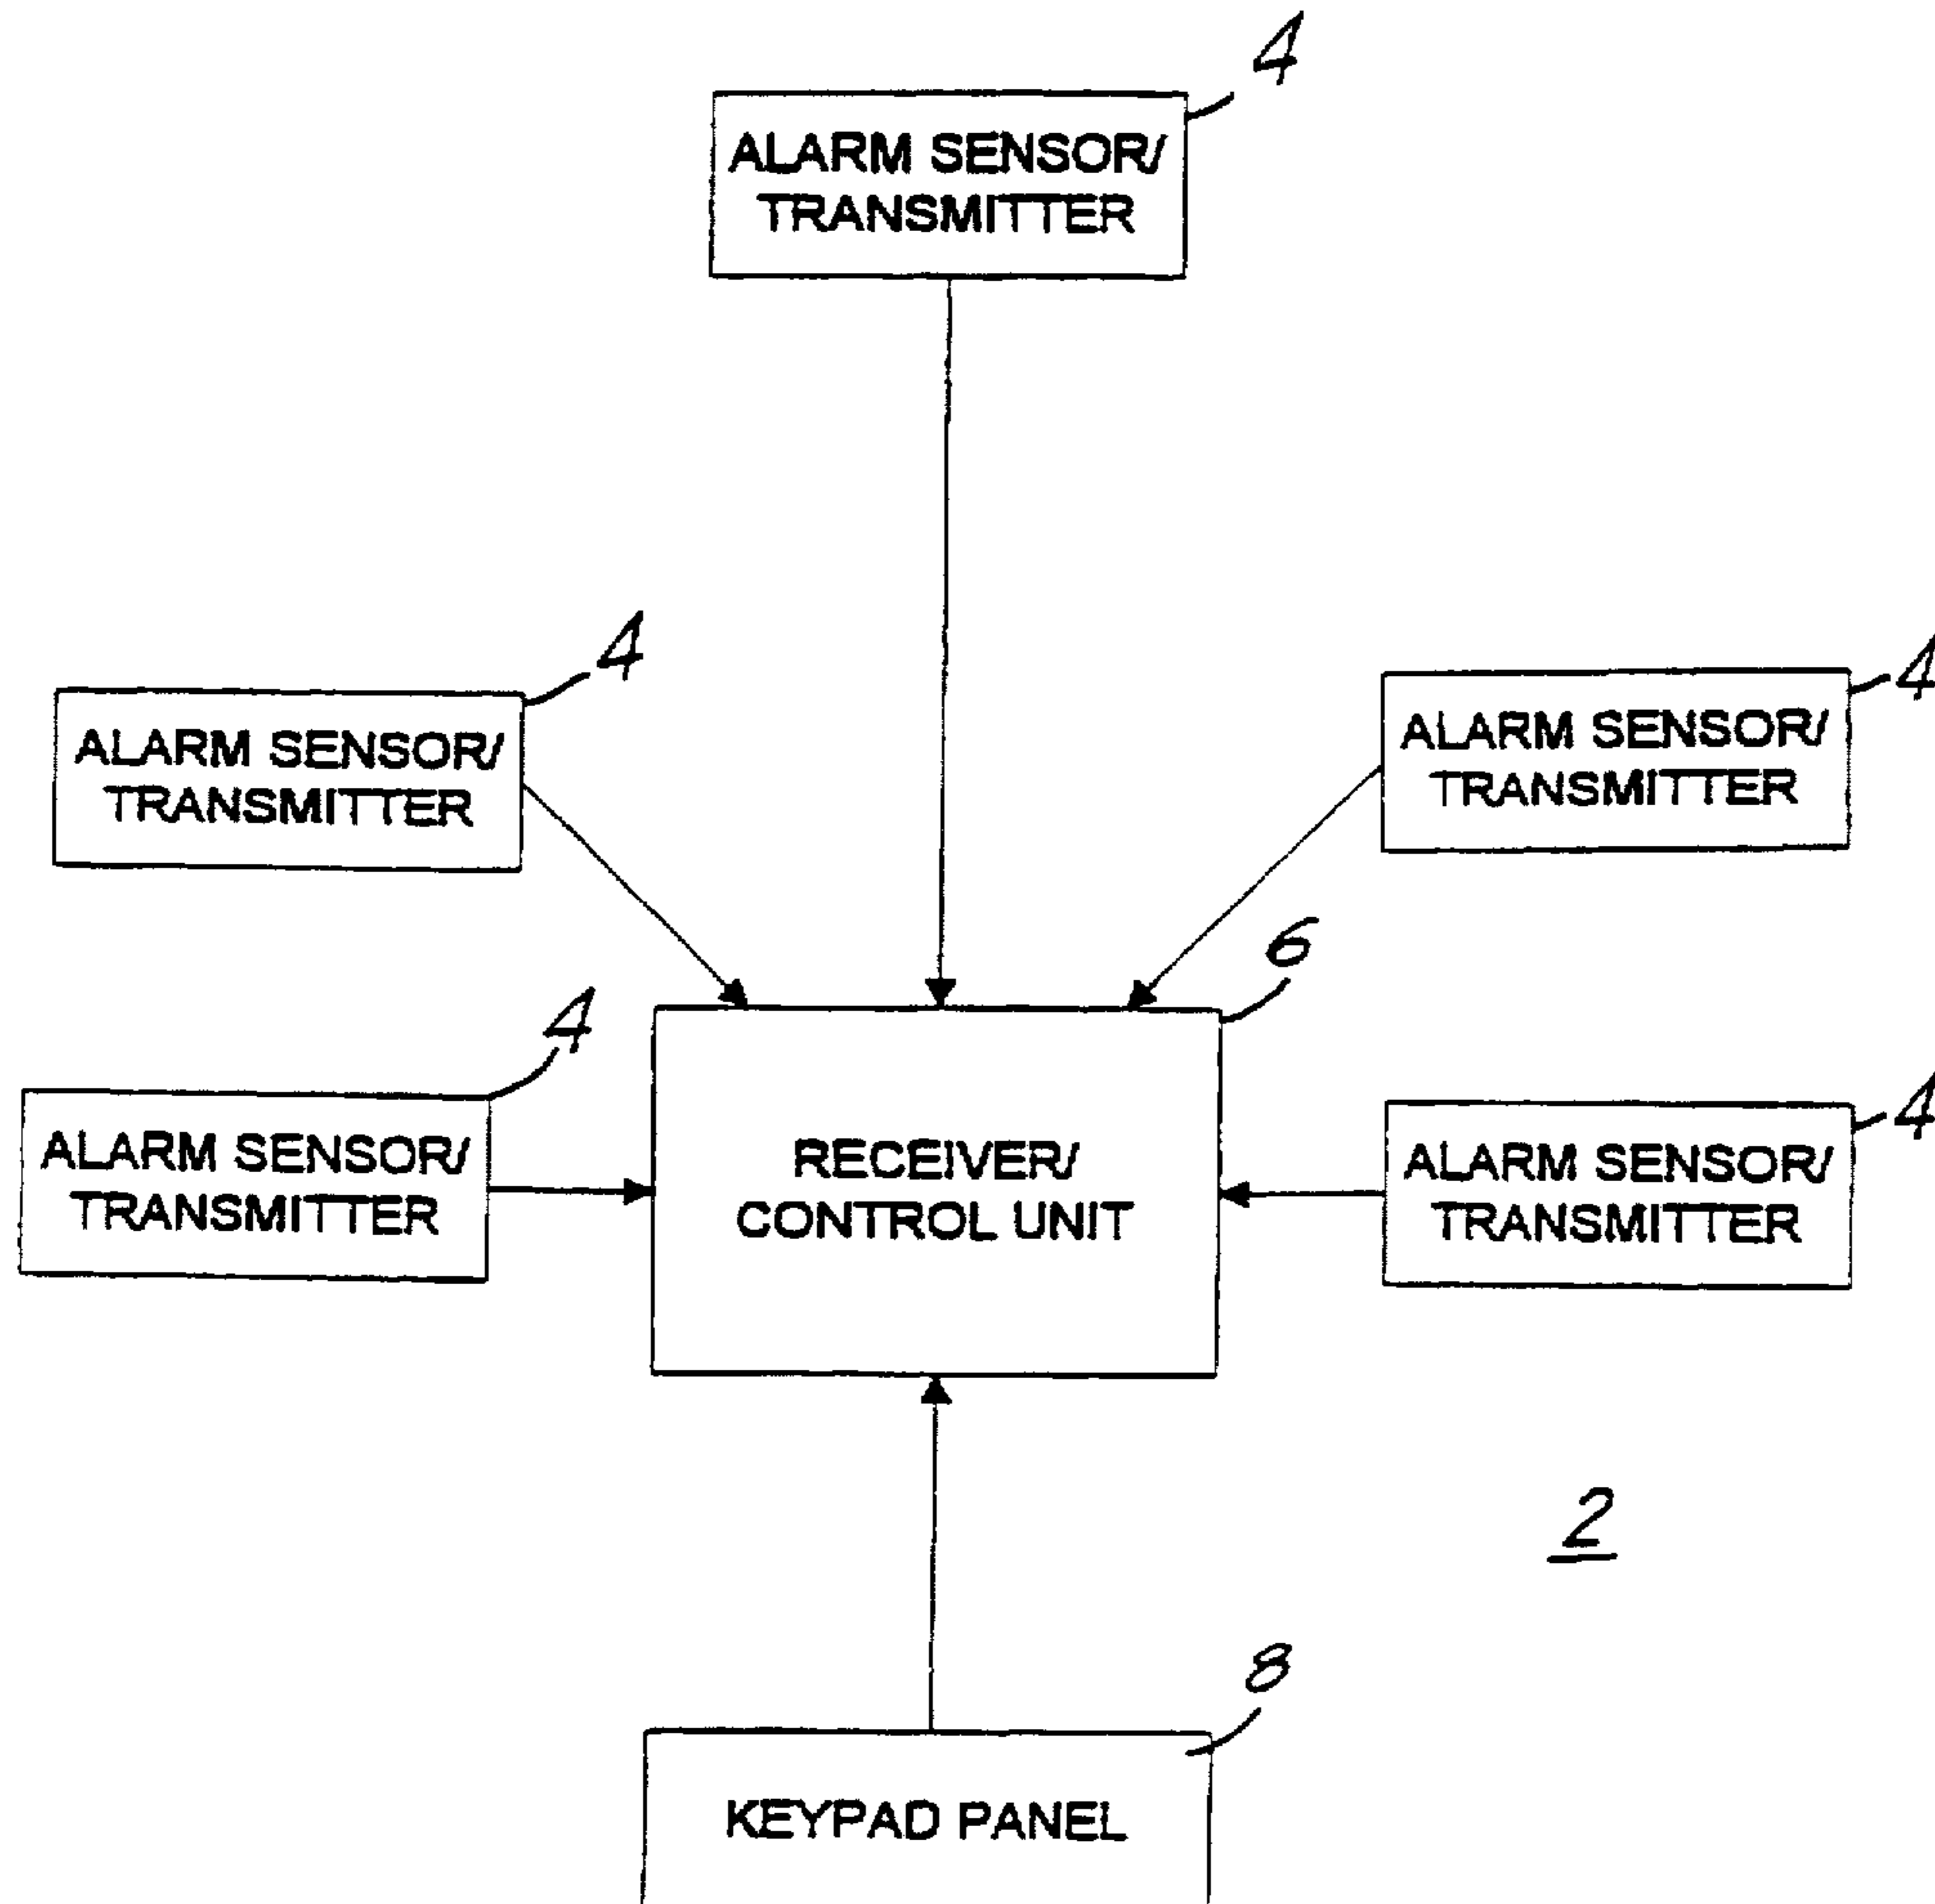 4
ALARM SENSOR/
TRANSMITTER
4
ALARM SENSOR/
TRANSMITTER
4
ALARM SENSOR/
TRANSMITTER
6
4
ALARM SENSOR/
TRANSMITTER
RECEIVER/
CONTROL UNIT
4
ALARM SENSOR/
TRANSMITTER
2
8
KEYPAD PANEL